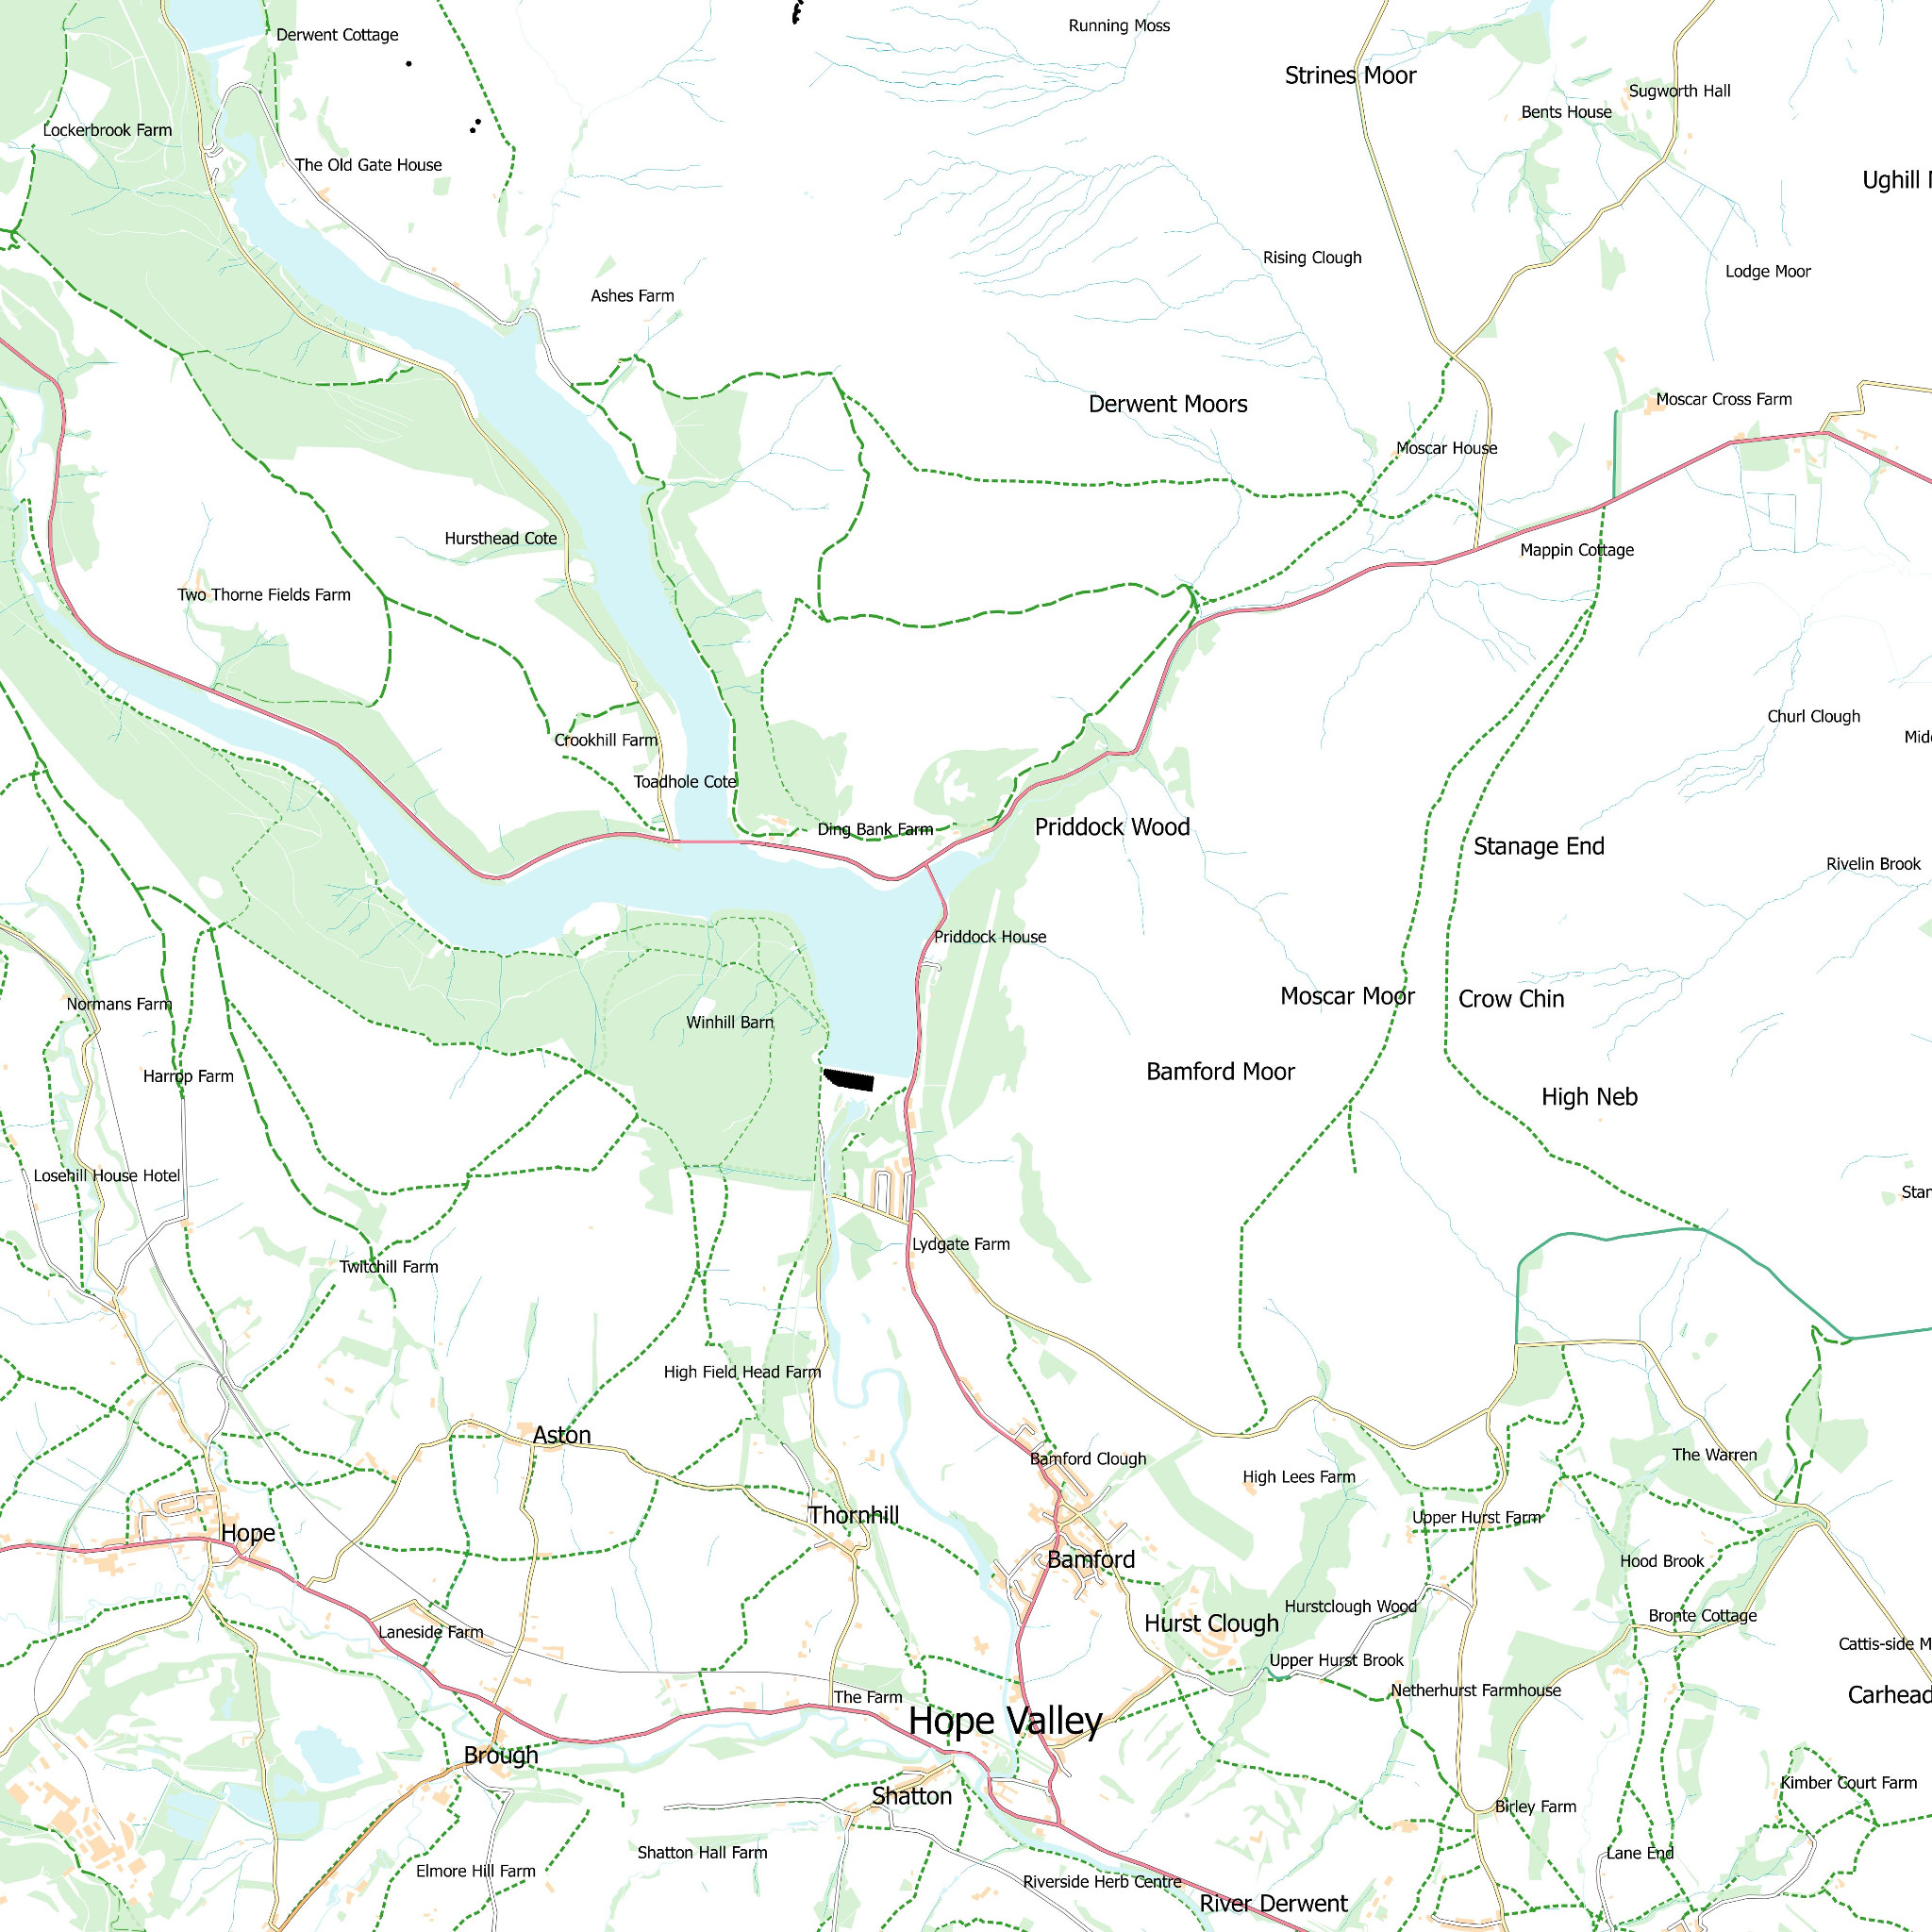 Running Moss
Derwent Cottage
Strines Moor
Sugworth Hall
Bents House
Lockerbrook Farm
The Old Gate House
Ughill
Rising Clough
Lodge Moor
Ashes Farm
Moscar Cross Farm
Derwent Moors
Moscar House
Hursthead Cote
Mappin Cottage
Two Thorne Fields Farm
Churl Clough
Crookhill Farm
Toadhole Cote
Ding Bank Farm
Priddock Wood
Stanage End
Rivelin Brook
Priddock House
Moscar Moor
Crow Chin
Normans Farm
Winhill Barn
Harrop Farm
Bamford Moor
High Neb
Losehill House Hotel
Stan
Lydgate Farm
Twitchill Farm
High Field Head Farm
Aston
Bamford Clough
The Warren
High Lees Farm
Thornhill
Upper Hurst Farm
Hope
Bamford
Hood Brook
Hurstclough Wood
Bronte Cottage
Hurst Clough
Laneside Farm
Cattis-side M
Upper Hurst Brook
Netherhurst Farmhouse
The Farm
Carhead
Hope Valley
Brough
Kimber Court Farm
Shatton
Birley Farm
Shatton Hall Farm
Lane End
Elmore Hill Farm
Riverside Herb Centre
River Derwent